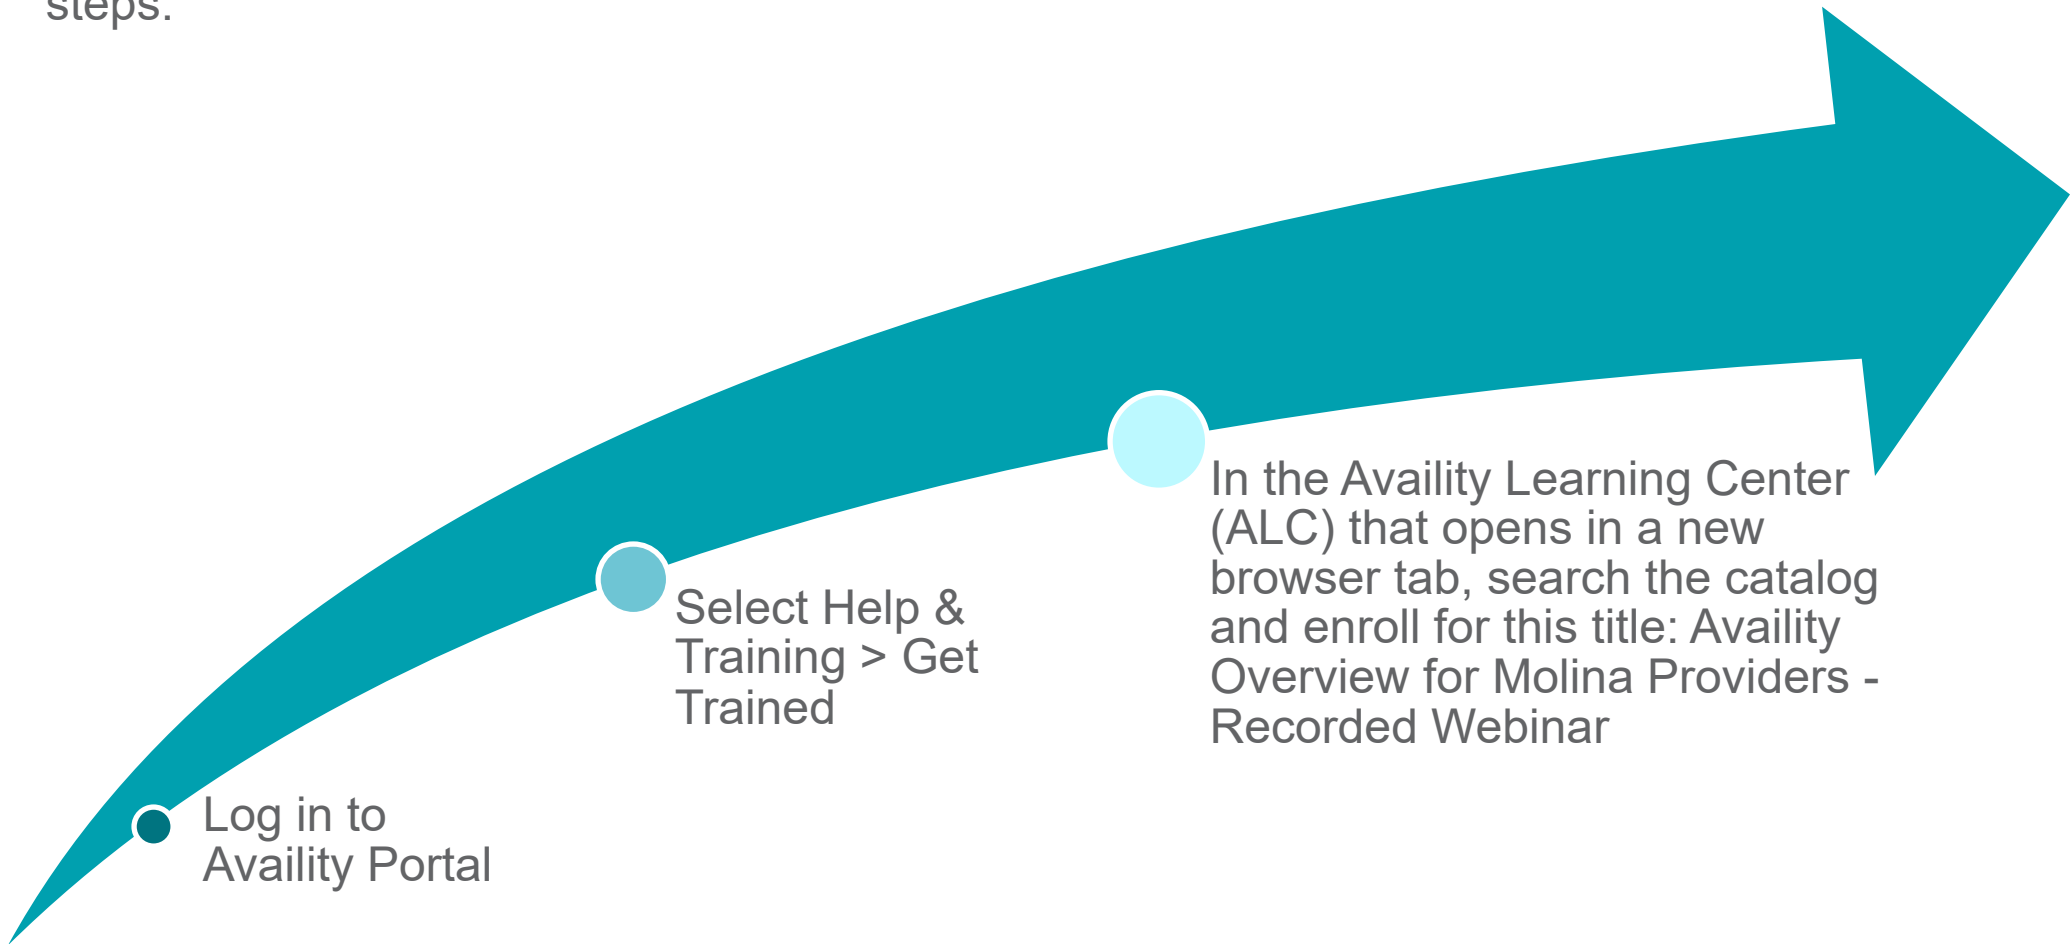 steps.
In the Availity Learning Center
(ALC) that opens in a new
browser tab, search the catalog
and enroll for this title: Availity
Overview for Molina Providers -
Recorded Webinar
Select Help &
Training > Get
Trained
Log in to
Availity Portal